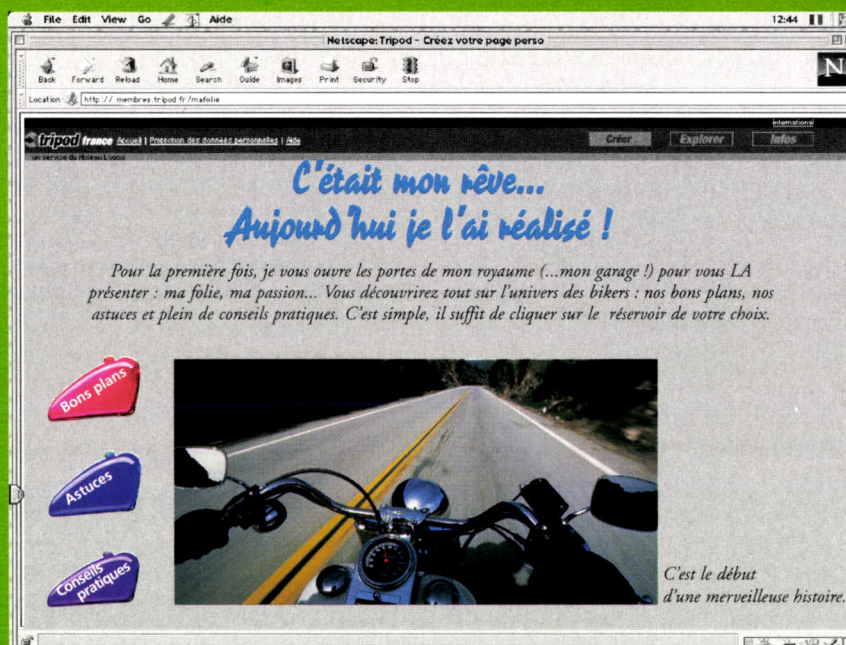 File Edit View Go Aide 12:44
Netscape: Tripod - Créez votre page perso
Back Forward Reload Home Search Guide Images Print Security Stop
N
Location: http:// membres.tripod.fr/mafolie
international
tripod france Accueil | Protection des données personnelles | Aide Créer Explorer Infos
un service du réseau Lycos
C'était mon rêve...
Aujourd'hui je l'ai réalisé !
Pour la première fois, je vous ouvre les portes de mon royaume (...mon garage !) pour vous LA
présenter : ma folie, ma passion... Vous découvrirez tout sur l'univers des bikers : nos bons plans, nos
astuces et plein de conseils pratiques. C'est simple, il suffit de cliquer sur le réservoir de votre choix.
Bons plans
Astuces
Conseils
pratiques
C'est le début
d'une merveilleuse histoire.